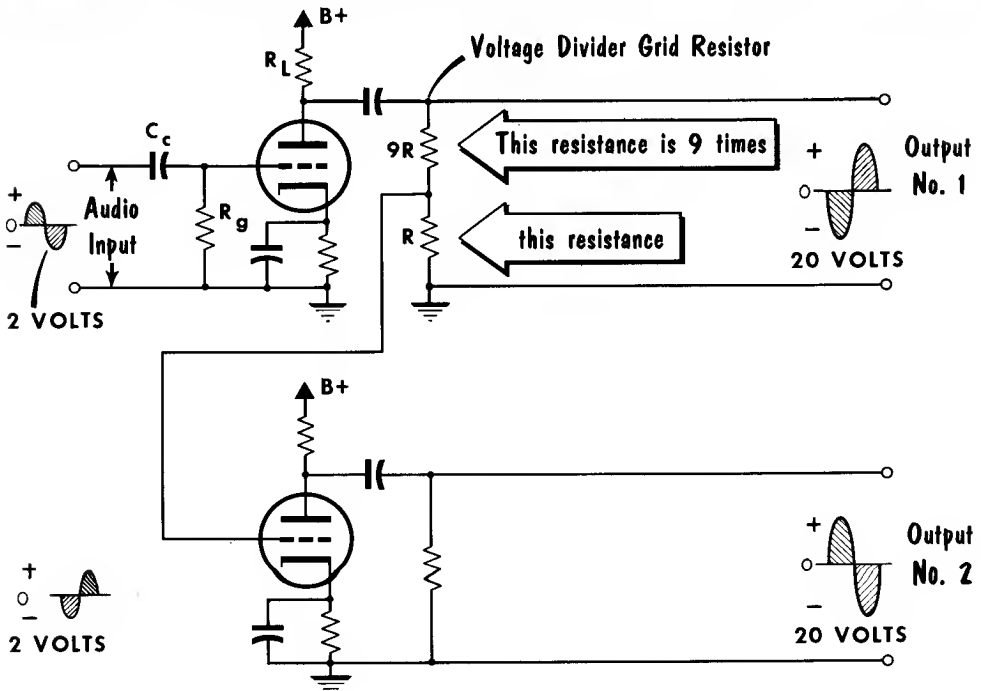 B+
R_L
Voltage Divider Grid Resistor
C_c
9R
This resistance is 9 times
+
0
−
Output
No. 1
+
0
−
Audio
Input
R_g
R
this resistance
20 VOLTS
2 VOLTS
B+
+
0
−
Output
No. 2
+
0
−
2 VOLTS
20 VOLTS